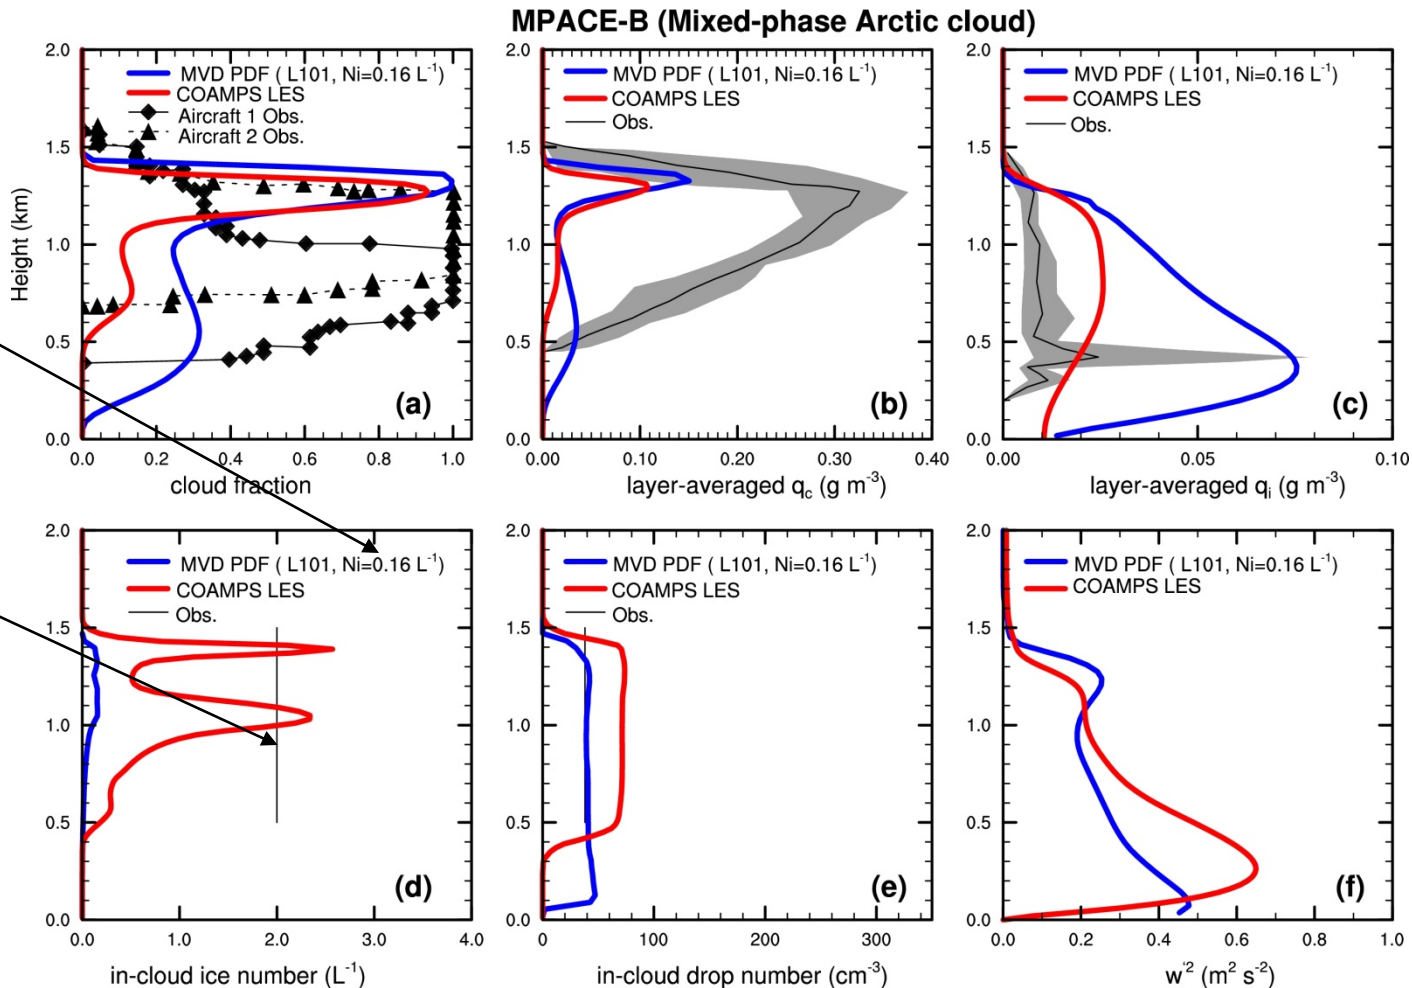 MPACE-B (Mixed-phase Arctic cloud)
2.0
1.5
1.0
0.5
0.0
Height (km)
MVD PDF ( L101, Ni=0.16 L-1)
COAMPS LES
Aircraft 1 Obs.
Aircraft 2 Obs.
(a)
0.0 0.2 0.4 0.6 0.8 1.0
cloud fraction
2.0
1.5
1.0
0.5
0.0
MVD PDF ( L101, Ni=0.16 L-1)
COAMPS LES
Obs.
(b)
0.00 0.10 0.20 0.30 0.40
layer-averaged qc (g m-3)
2.0
1.5
1.0
0.5
0.0
MVD PDF ( L101, Ni=0.16 L-1)
COAMPS LES
Obs.
(c)
0.00 0.05 0.10
layer-averaged qi (g m-3)
2.0
1.5
1.0
0.5
0.0
MVD PDF ( L101, Ni=0.16 L-1)
COAMPS LES
Obs.
(d)
0.0 1.0 2.0 3.0 4.0
in-cloud ice number (L-1)
2.0
1.5
1.0
0.5
0.0
MVD PDF ( L101, Ni=0.16 L-1)
COAMPS LES
Obs.
(e)
0 100 200 300
in-cloud drop number (cm-3)
2.0
1.5
1.0
0.5
0.0
MVD PDF ( L101, Ni=0.16 L-1)
COAMPS LES
(f)
0.0 0.2 0.4 0.6 0.8 1.0
w'2 (m2 s-2)